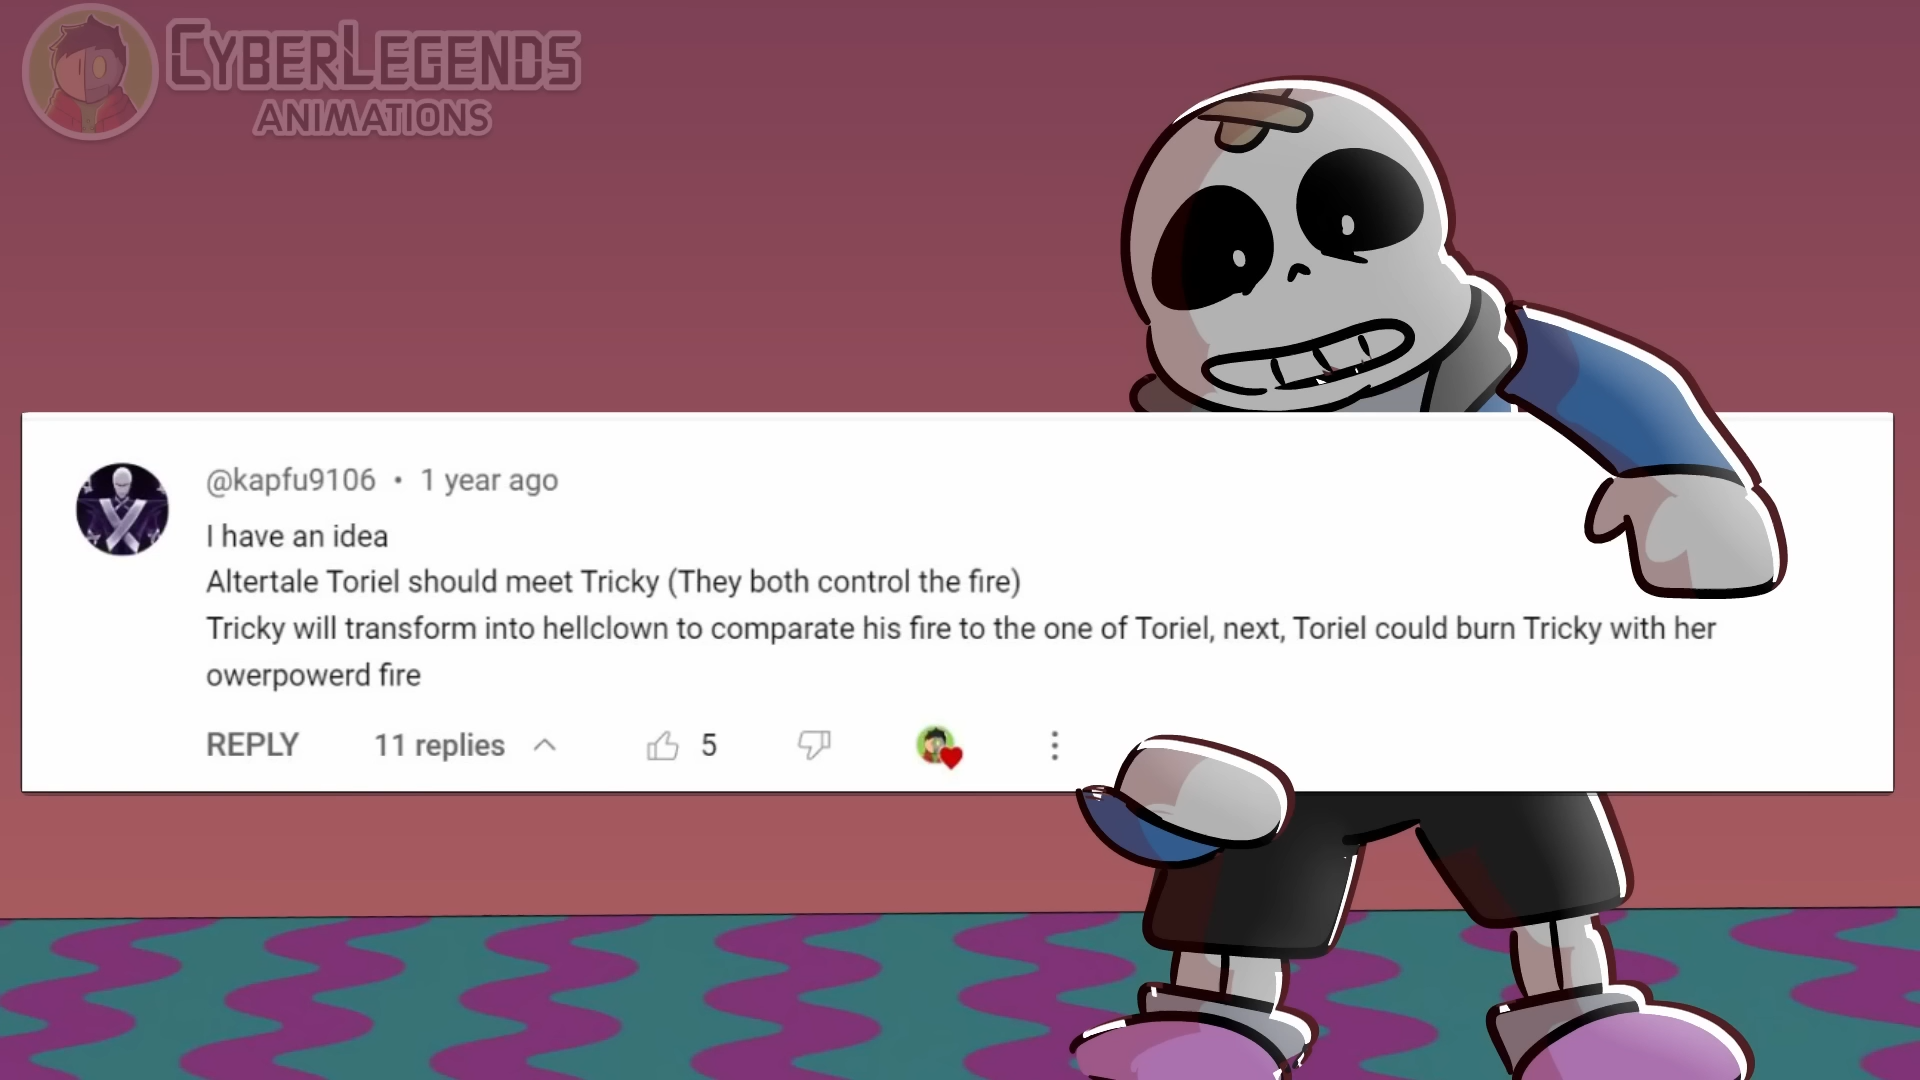 CYBERLEGENDS
ANIMATIONS
@kapfu9106 • 1 year ago
I have an idea
Altertale Toriel should meet Tricky (They both control the fire)
Tricky will transform into hellclown to comparate his fire to the one of Toriel, next, Toriel could burn Tricky with her
owerpowerd fire
REPLY 11 replies 5